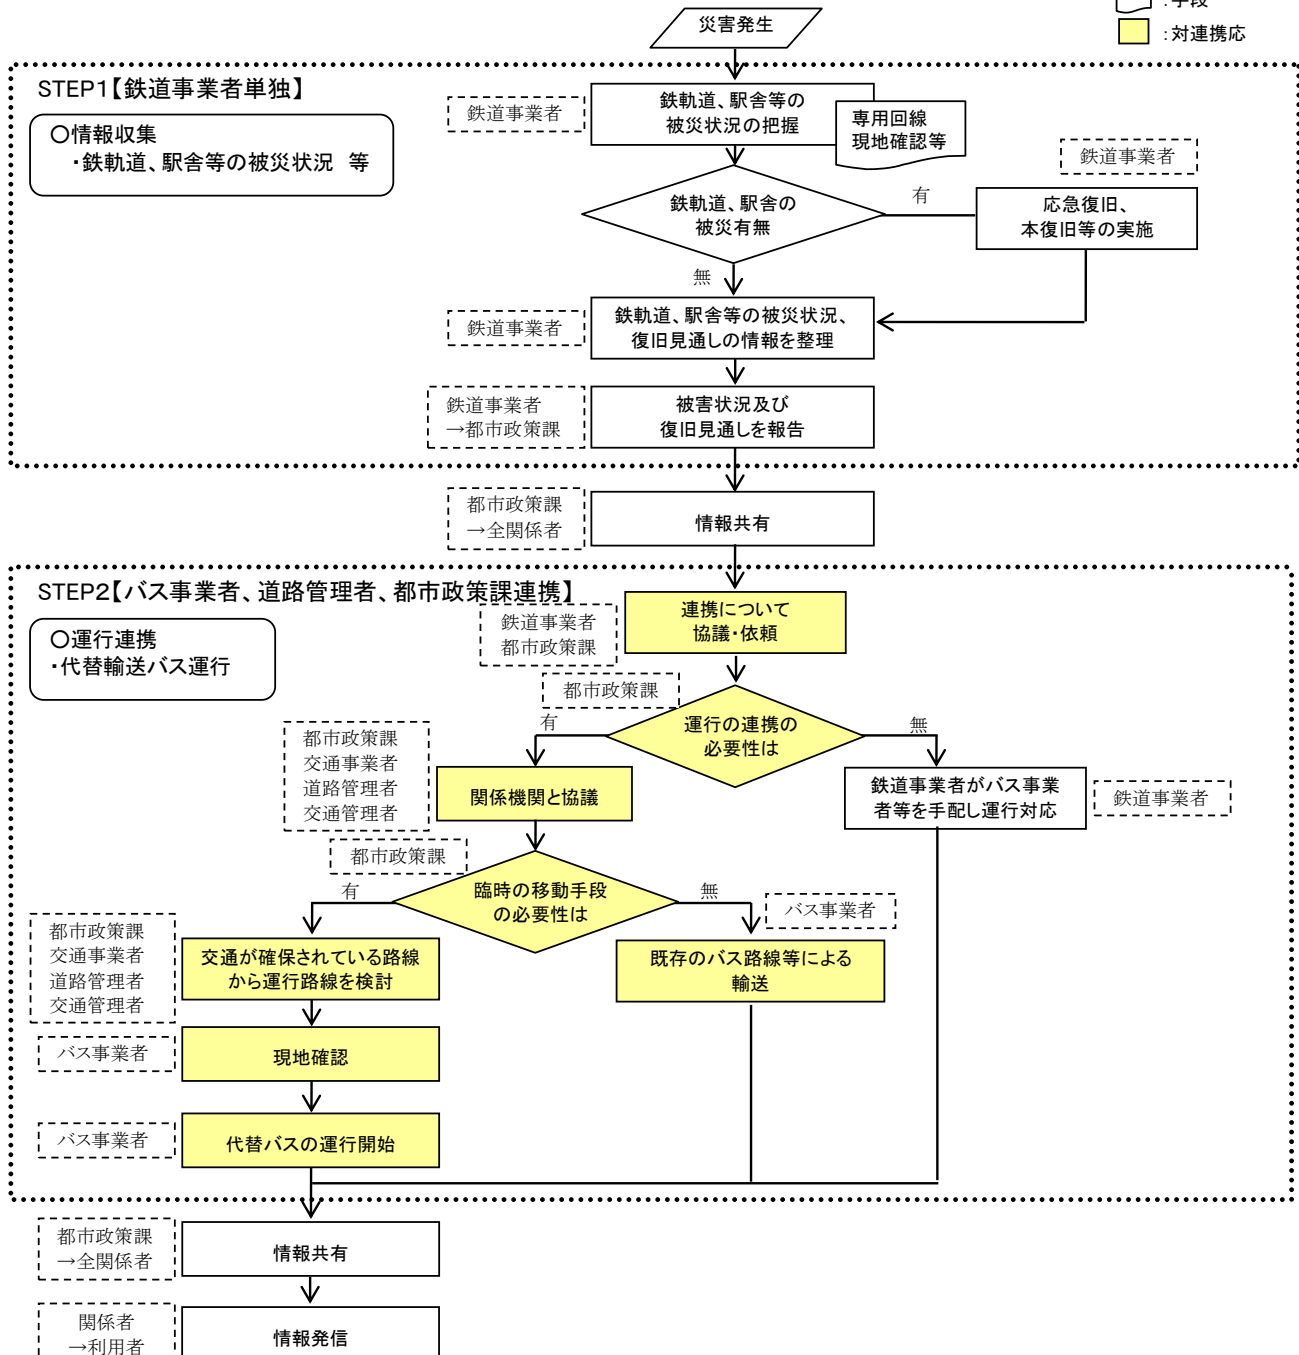 :手段
災害発生
:対連携応
STEP1【鉄道事業者単独】
○情報収集
・鉄軌道、駅舎等の被災状況 等
鉄道事業者
鉄軌道、駅舎等の
被災状況の把握
専用回線
現地確認等
鉄道事業者
鉄軌道、駅舎の
被災有無
有
応急復旧、
本復旧等の実施
無
鉄道事業者
鉄軌道、駅舎等の被災状況、
復旧見通しの情報を整理
鉄道事業者
→都市政策課
被害状況及び
復旧見通しを報告
都市政策課
→全関係者
情報共有
STEP2【バス事業者、道路管理者、都市政策課連携】
○運行連携
・代替輸送バス運行
鉄道事業者
都市政策課
連携について
協議・依頼
都市政策課
運行の連携の
必要性は
有
無
都市政策課
交通事業者
道路管理者
交通管理者
関係機関と協議
鉄道事業者がバス事業
者等を手配し運行対応
鉄道事業者
都市政策課
臨時の移動手段
の必要性は
有
無
バス事業者
都市政策課
交通事業者
道路管理者
交通管理者
交通が確保されている路線
から運行路線を検討
既存のバス路線等による
輸送
バス事業者
現地確認
バス事業者
代替バスの運行開始
都市政策課
→全関係者
情報共有
関係者
→利用者
情報発信